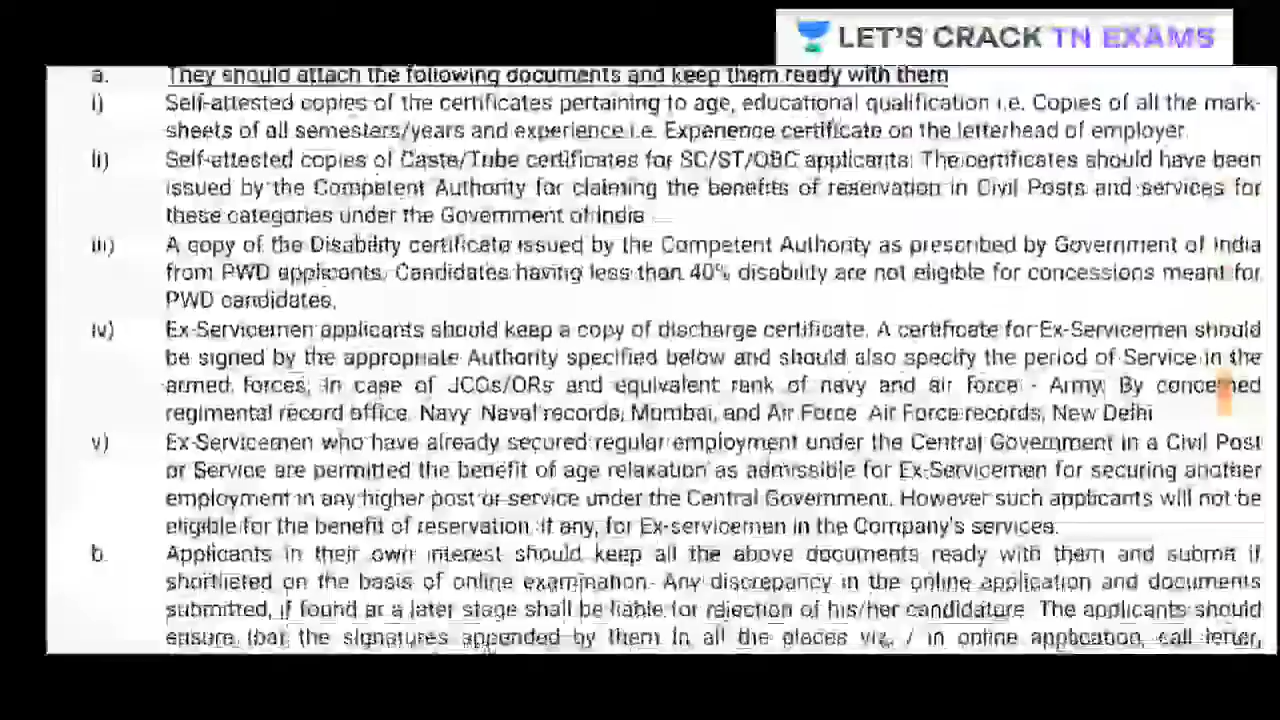 LET'S CRACK TN EXAMS
a. They should attach the following documents and keep them ready with them
i) Self-attested copies of the certificates pertaining to age, educational qualification i.e. Copies of all the mark-
sheets of all semesters/years and experience i.e. Experience certificate on the letterhead of employer.
ii) Self-attested copies of Caste/Tribe certificates for SC/ST/OBC applicants. The certificates should have been
issued by the Competent Authority for claiming the benefits of reservation in Civil Posts and services for
these categories under the Government of India
iii) A copy of the Disability certificate issued by the Competent Authority as prescribed by Government of India
from PWD applicants. Candidates having less than 40% disability are not eligible for concessions meant for
PWD candidates.
iv) Ex-Servicemen applicants should keep a copy of discharge certificate. A certificate for Ex-Servicemen should
be signed by the appropriate Authority specified below and should also specify the period of Service in the
armed forces, in case of JCOs/ORs and equivalent rank of navy and air force - Army By concerned
regimental record office, Navy Naval records, Mumbai, and Air Force Air Force records, New Delhi
v) Ex-Servicemen who have already secured regular employment under the Central Government in a Civil Post
or Service are permitted the benefit of age relaxation as admissible for Ex-Servicemen for securing another
employment in any higher post or service under the Central Government. However such applicants will not be
eligible for the benefit of reservation if any, for Ex-servicemen in the Company's services.
b. Applicants in their own interest should keep all the above documents ready with them and submit if
shortlisted on the basis of online examination. Any discrepancy in the online application and documents
submitted, if found at a later stage shall be liable for rejection of his/her candidature. The applicants should
ensure that the signatures appended by them in all the places viz. / in online application, call letter,